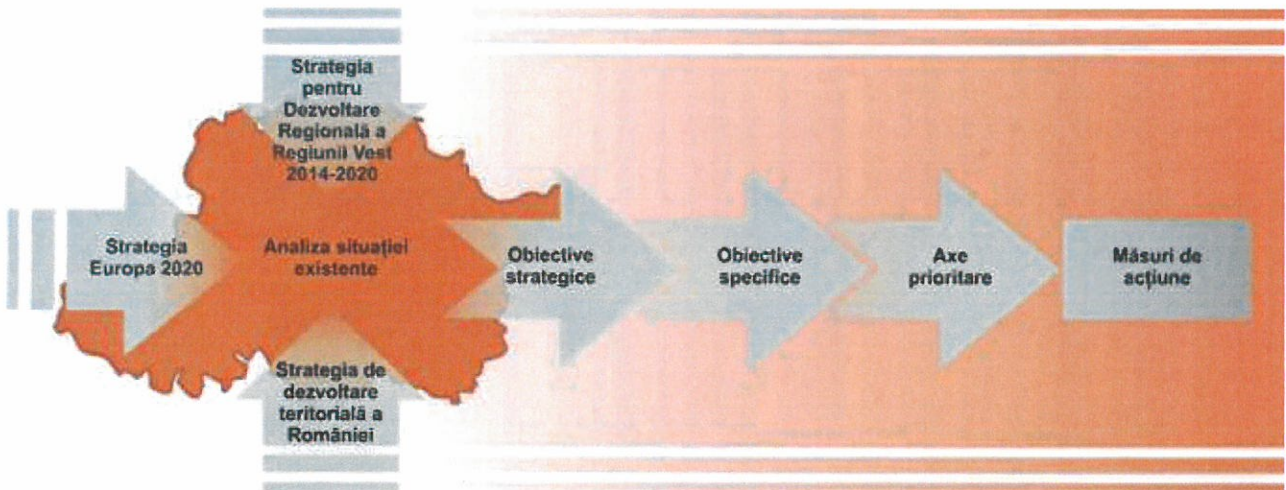 Strategia
pentru
Dezvoltare
Regională a
Regiunii Vest
2014-2020
Strategia
Europa 2020
Analiza situației
existente
Obiective
strategice
Obiective
specifice
Axe
prioritare
Măsuri de
acțiune
Strategia de
dezvoltare
teritorială a
României